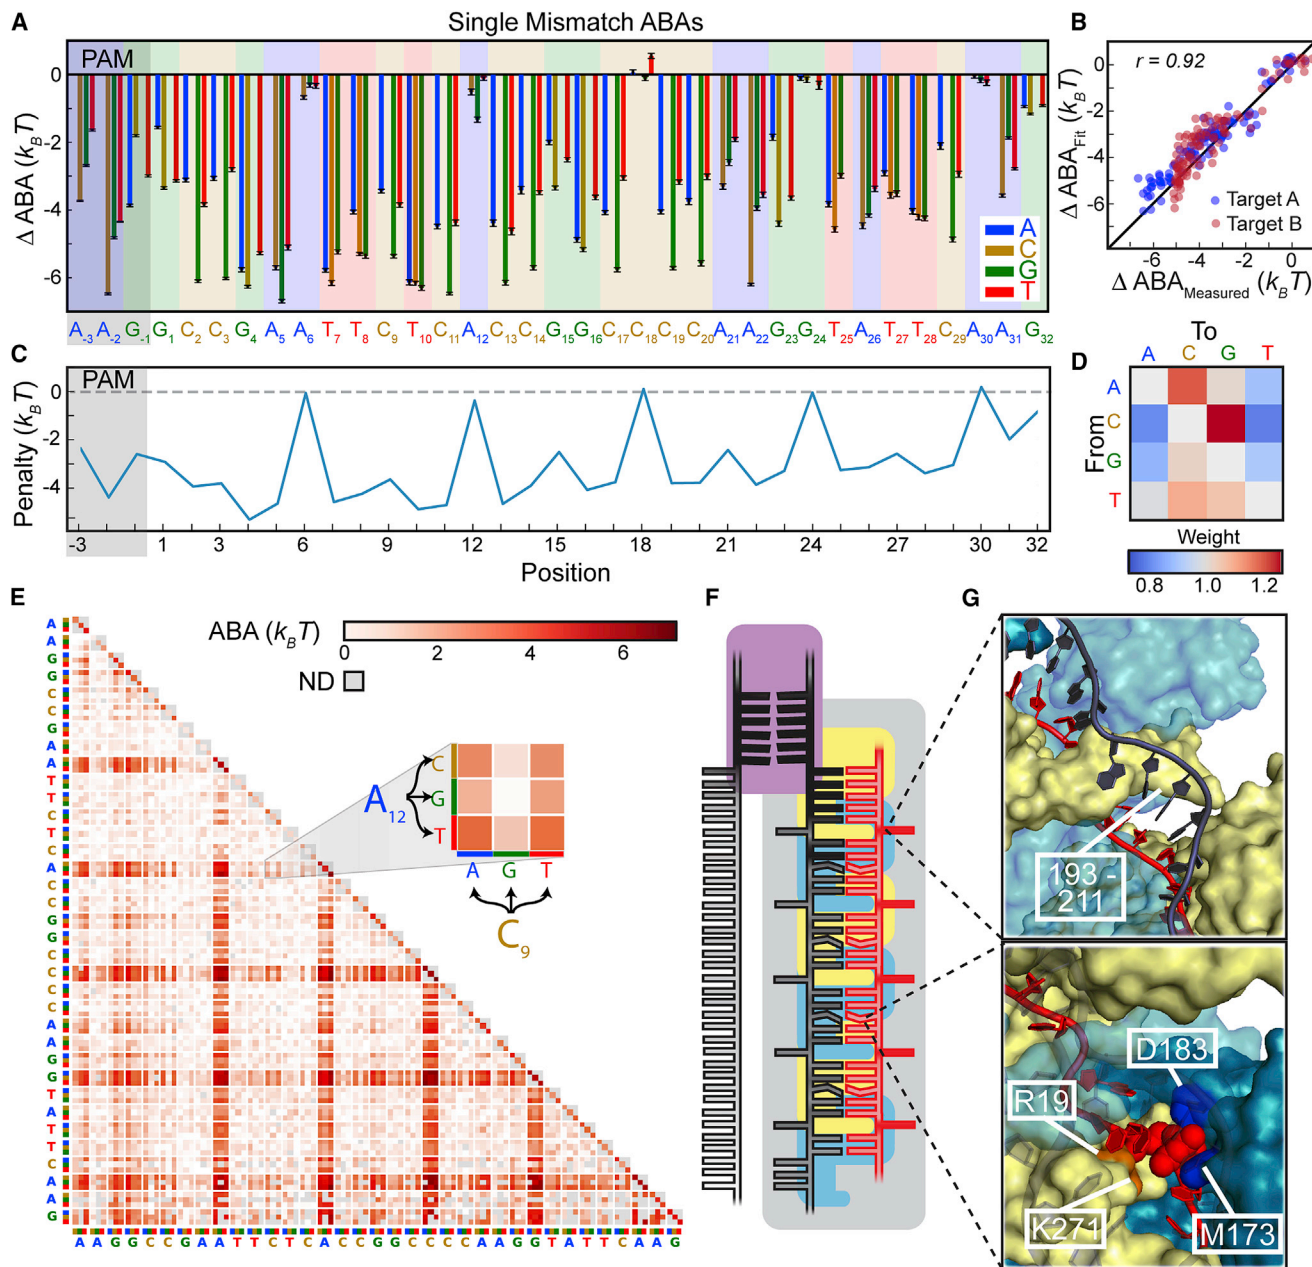 A
Single Mismatch ABAs
PAM
Δ ABA (kBT)
0
-2
-4
-6
A
C
G
T
A-3 A-2 G-1 G1 C2 C3 G4 A5 A6 T7 T8 C9 T10 C11 A12 C13 C14 G15 G16 C17 C18 C19 C20 A21 A22 G23 G24 T25 A26 T27 T28 C29 A30 A31 G32
B
r = 0.92
Δ ABAFit (kBT)
0
-2
-4
-6
Target A
Target B
-6 -4 -2 0
Δ ABAMeasured (kBT)
C
PAM
Penalty (kBT)
0
-2
-4
-3 1 3 6 9 12 15 18 21 24 27 30 32
Position
D
To
A C G T
From
A
C
G
T
Weight
0.8 1.0 1.2
E
ABA (kBT)
0 2 4 6
ND
A
A
G
G
C
C
G
A
A
T
T
C
T
C
A
C
C
G
G
C
C
C
C
A
A
G
G
T
A
T
T
C
A
A
G
A A G G C C G A A T T C T C A C C G G C C C C A A G G T A T T C A A G
A12
C
G
T
A G T
C9
F
G
193 -
211
D183
R19
K271
M173